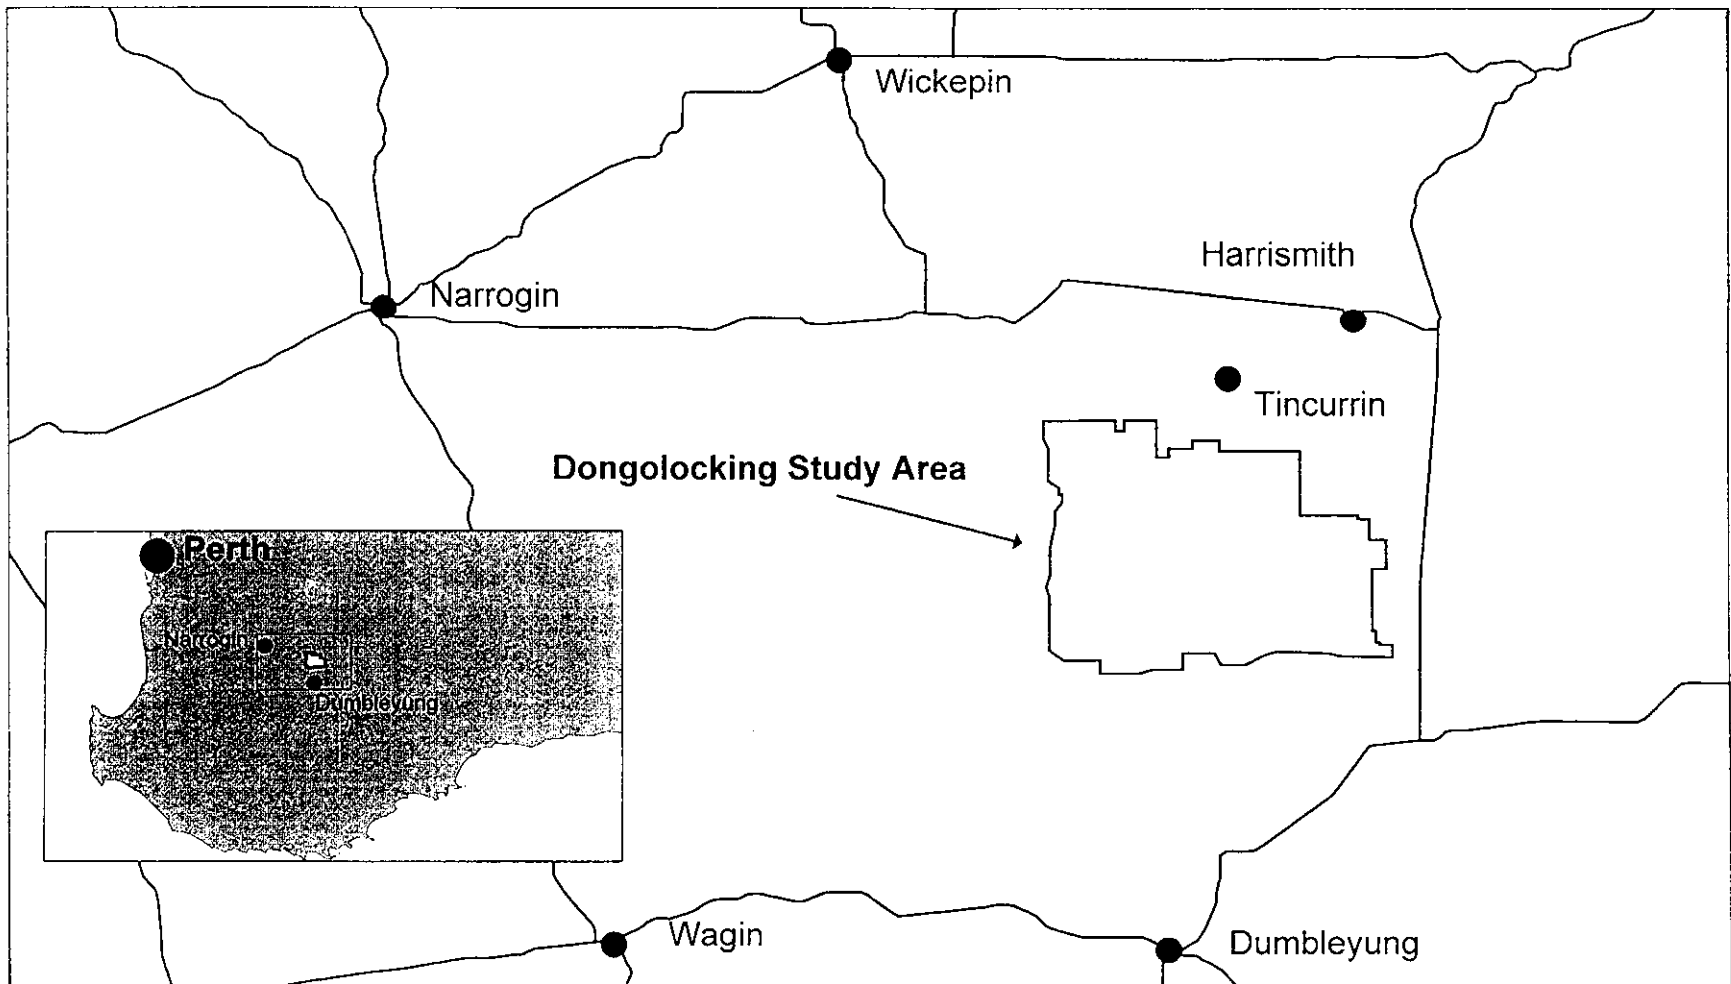 Wickepin
Harrismith
Narrogin
Tincurrin
Dongolocking Study Area
Perth
Narrogin
Dumbleyung
Wagin
Dumbleyung